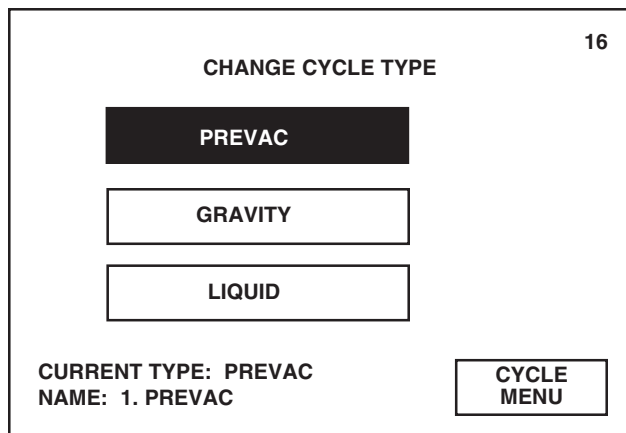 16
CHANGE CYCLE TYPE
PREVAC
GRAVITY
LIQUID
CURRENT TYPE: PREVAC
NAME: 1. PREVAC
CYCLE
MENU